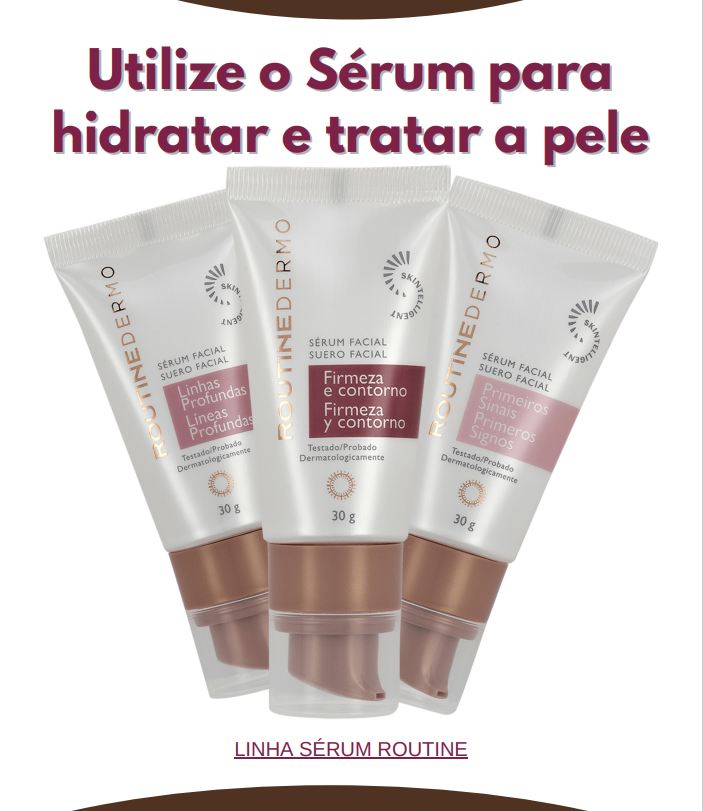 Utilize o Sérum para
hidratar e tratar a pele
ROUTINEDERMO
SKINTELLIGENT
SÉRUM FACIAL
SUERO FACIAL
Linhas
Profundas
Líneas
Profundas
Testado/Probado
Dermatologicamente
30 g
ROUTINEDERMO
SKINTELLIGENT
SÉRUM FACIAL
SUERO FACIAL
Firmeza
e contorno
Firmeza
y contorno
Testado/Probado
Dermatologicamente
30 g
ROUTINEDERMO
SKINTELLIGENT
SÉRUM FACIAL
SUERO FACIAL
Primeiros
Sinais
Primeros
Signos
Testado/Probado
Dermatologicamente
30 g
LINHA SÉRUM ROUTINE